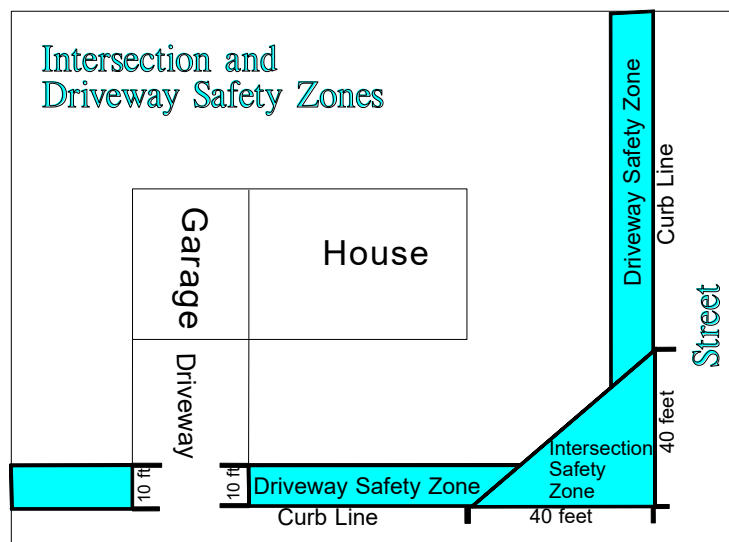 Intersection and
Driveway Safety Zones
Driveway Safety Zone
Curb Line
Garage
House
Street
Driveway
40 feet
10 ft
10 ft
Driveway Safety Zone
Intersection
Safety
Zone
Curb Line
40 feet